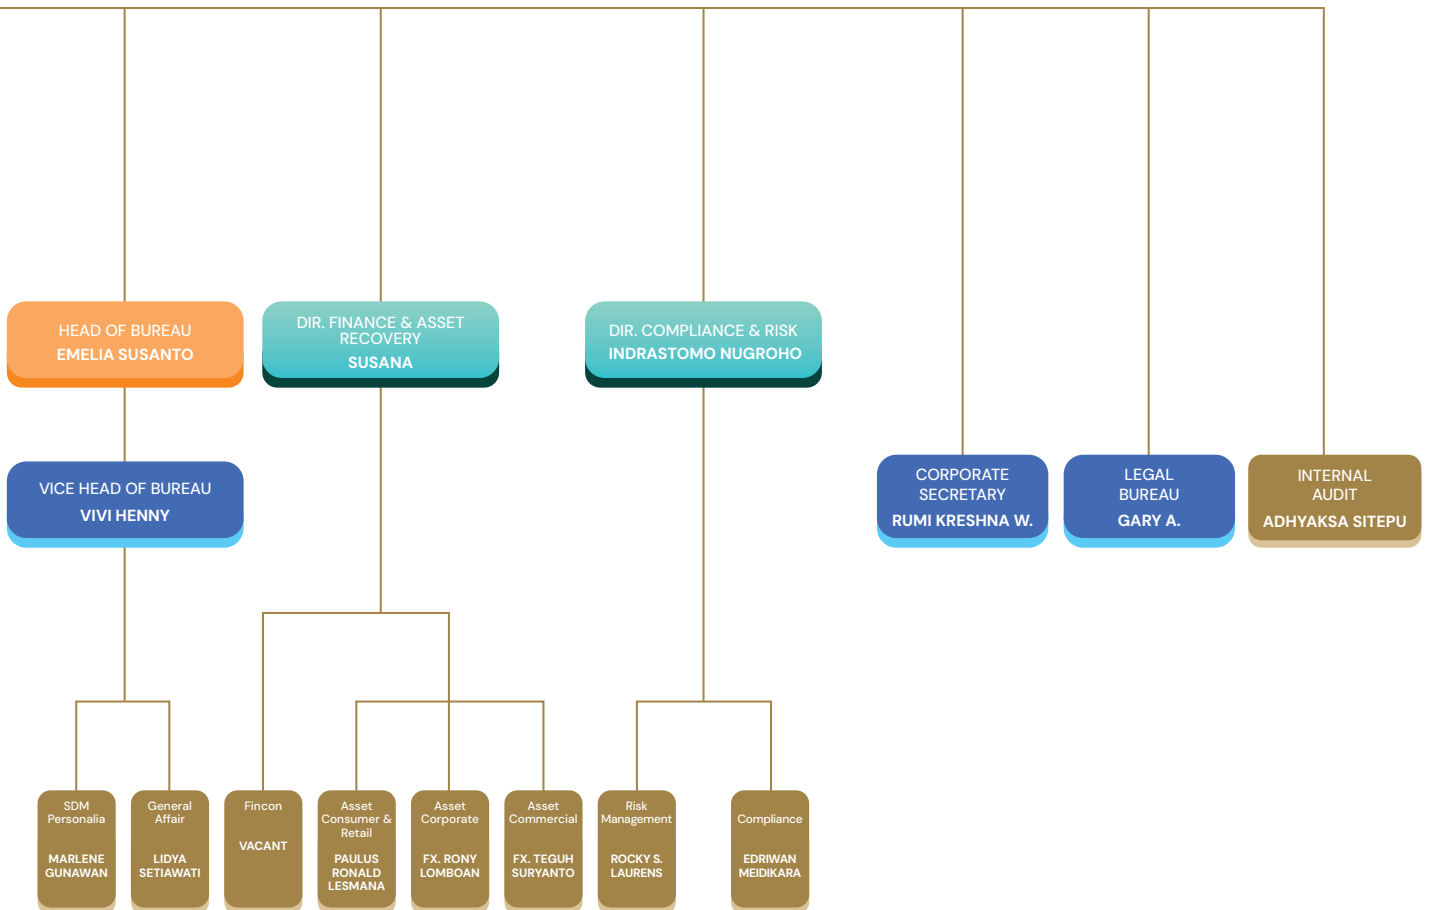 HEAD OF BUREAU
EMELIA SUSANTO
DIR. FINANCE & ASSET
RECOVERY
SUSANA
DIR. COMPLIANCE & RISK
INDRASTOMO NUGROHO
VICE HEAD OF BUREAU
VIVI HENNY
CORPORATE
SECRETARY
RUMI KRESHNA W.
LEGAL
BUREAU
GARY A.
INTERNAL
AUDIT
ADHYAKSA SITEPU
SDM
Personalia
MARLENE
GUNAWAN
General
Affair
LIDYA
SETIAWATI
Fincon
VACANT
Asset
Consumer &
Retail
PAULUS
RONALD
LESMANA
Asset
Corporate
FX. RONY
LOMBOAN
Asset
Commercial
FX. TEGUH
SURYANTO
Risk
Management
ROCKY S.
LAURENS
Compliance
EDRIWAN
MEIDIKARA